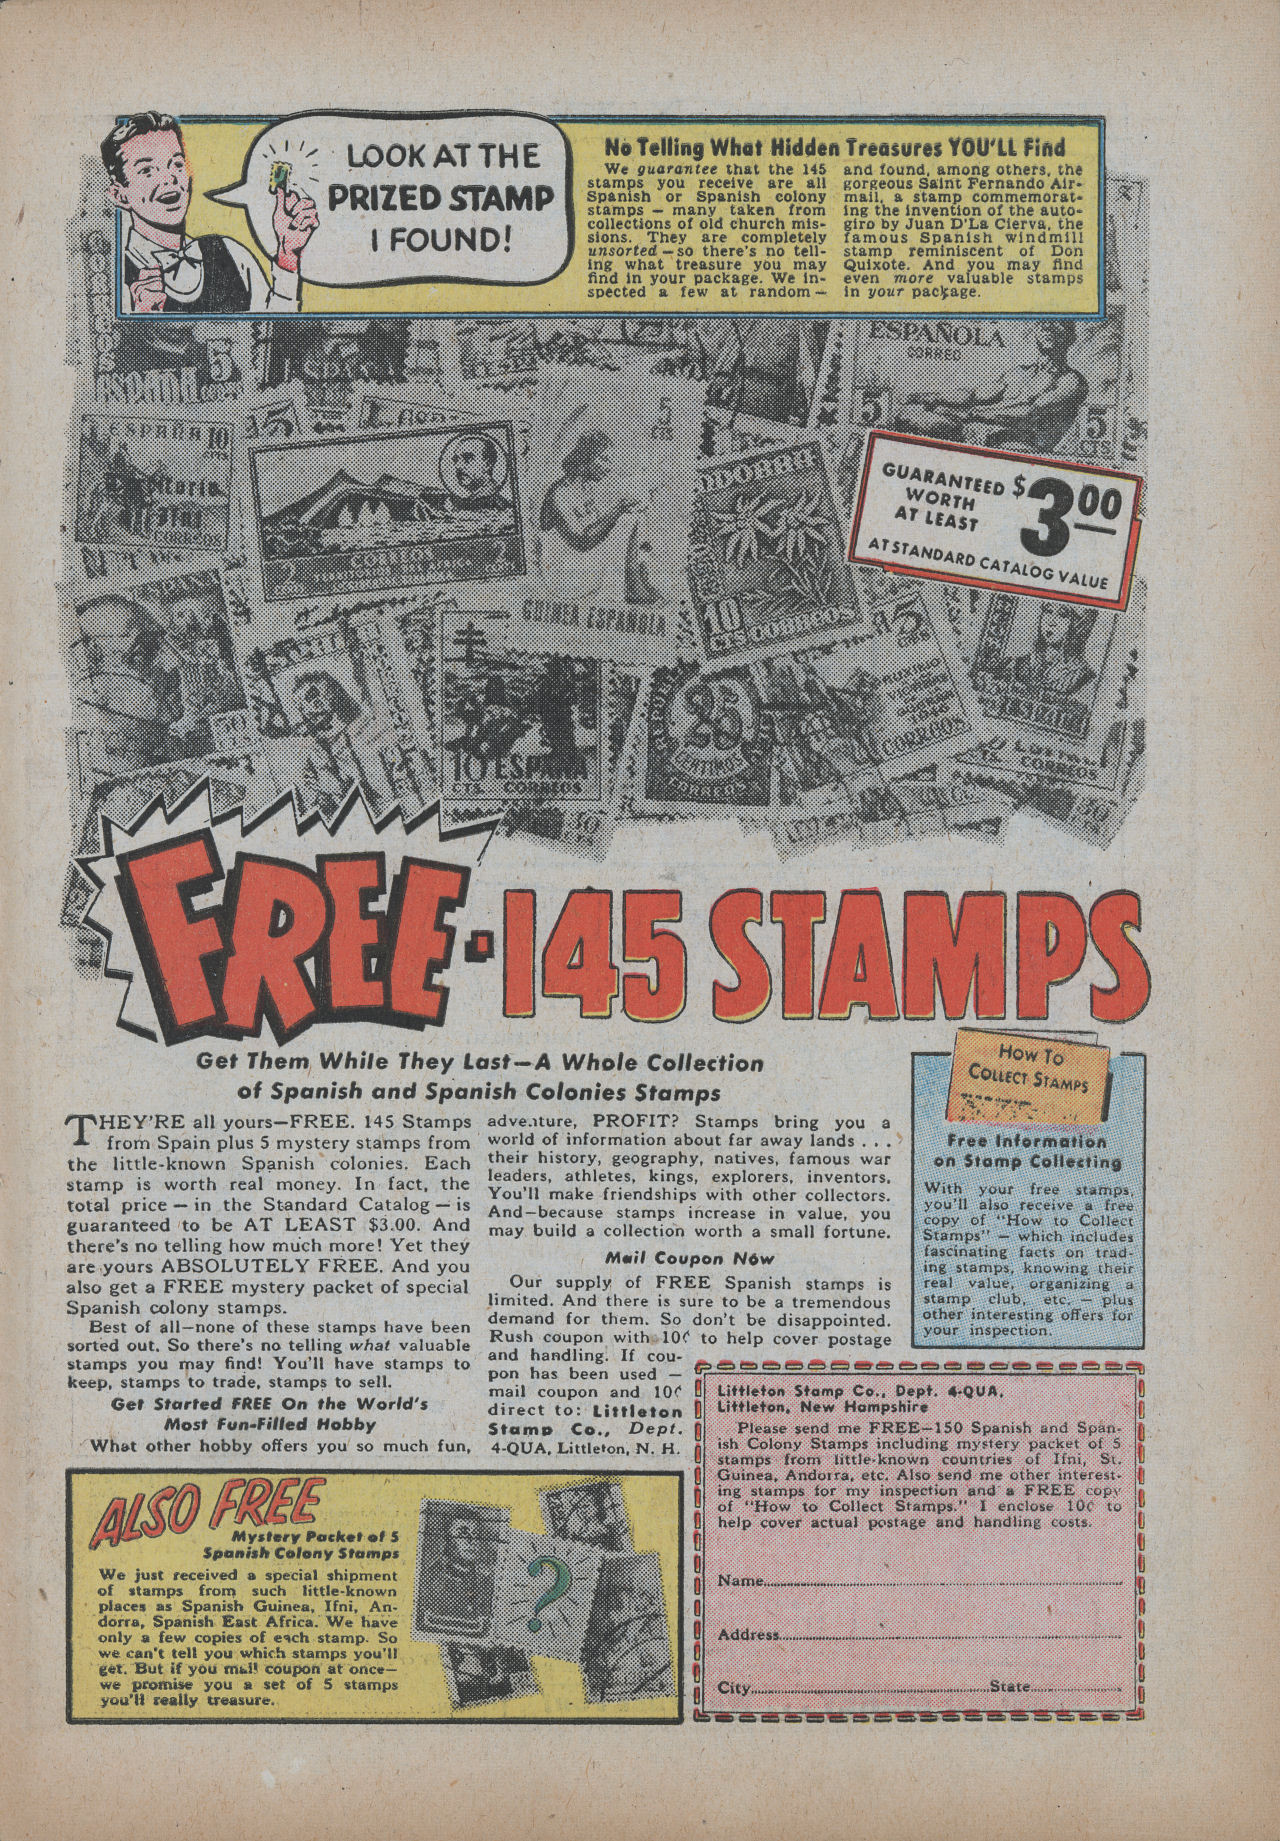 LOOK AT THE
PRIZED STAMP
I FOUND!
No Telling What Hidden Treasures YOU'LL Find
We guarantee that the 145
stamps you receive are all
Spanish or Spanish colony
stamps — many taken from
collections of old church mis-
sions. They are completely
unsorted — so there's no tell-
ing what treasure you may
find in your package. We in-
spected a few at random —
and found, among others, the
gorgeous Saint Fernando Air-
mail, a stamp commemorat-
ing the invention of the auto-
giro by Juan D'La Cierva, the
famous Spanish windmill
stamp reminiscent of Don
Quixote. And you may find
even more valuable stamps
in your package.
ESPAÑOLA
CORREO
5
5
CTS
ESPAÑA
5
ESPAÑA 10
CORREOS
CORREOS
5
CTS
GUINEA ESPAÑOLA
10
CTS CORREOS
GUARANTEED
WORTH
AT LEAST
$3.00
AT STANDARD CATALOG VALUE
15
CTS
1946
CORREOS
25
CENTIMOS
CORREOS
10 ESPAÑA
CTS. CORREOS
CORREOS
FREE-145 STAMPS
Get Them While They Last—A Whole Collection
of Spanish and Spanish Colonies Stamps
THEY'RE all yours—FREE. 145 Stamps
from Spain plus 5 mystery stamps from
the little-known Spanish colonies. Each
stamp is worth real money. In fact, the
total price — in the Standard Catalog — is
guaranteed to be AT LEAST $3.00. And
there's no telling how much more! Yet they
are yours ABSOLUTELY FREE. And you
also get a FREE mystery packet of special
Spanish colony stamps.
Best of all—none of these stamps have been
sorted out. So there's no telling what valuable
stamps you may find! You'll have stamps to
keep, stamps to trade, stamps to sell.
Get Started FREE On the World's
Most Fun-Filled Hobby
What other hobby offers you so much fun,
adventure, PROFIT? Stamps bring you a
world of information about far away lands . . .
their history, geography, natives, famous war
leaders, athletes, kings, explorers, inventors.
You'll make friendships with other collectors.
And—because stamps increase in value, you
may build a collection worth a small fortune.
Mail Coupon Now
Our supply of FREE Spanish stamps is
limited. And there is sure to be a tremendous
demand for them. So don't be disappointed.
Rush coupon with 10¢ to help cover postage
and handling. If cou-
pon has been used —
mail coupon and 10¢
direct to: Littleton
Stamp Co., Dept.
4-QUA, Littleton, N. H.
How To
Collect Stamps
Free Information
on Stamp Collecting
With your free stamps,
you'll also receive a free
copy of "How to Collect
Stamps" — which includes
fascinating facts on trad-
ing stamps, knowing their
real value, organizing a
stamp club, etc. — plus
other interesting offers for
your inspection.
ALSO FREE
Mystery Packet of 5
Spanish Colony Stamps
We just received a special shipment
of stamps from such little-known
places as Spanish Guinea, Ifni, An-
dorra, Spanish East Africa. We have
only a few copies of each stamp. So
we can't tell you which stamps you'll
get. But if you mail coupon at once—
we promise you a set of 5 stamps
you'll really treasure.
?
Littleton Stamp Co., Dept. 4-QUA,
Littleton, New Hampshire
Please send me FREE—150 Spanish and Span-
ish Colony Stamps including mystery packet of 5
stamps from little-known countries of Ifni, St.
Guinea, Andorra, etc. Also send me other interest-
ing stamps for my inspection and a FREE copy
of "How to Collect Stamps." I enclose 10¢ to
help cover actual postage and handling costs.
Name
Address
City State